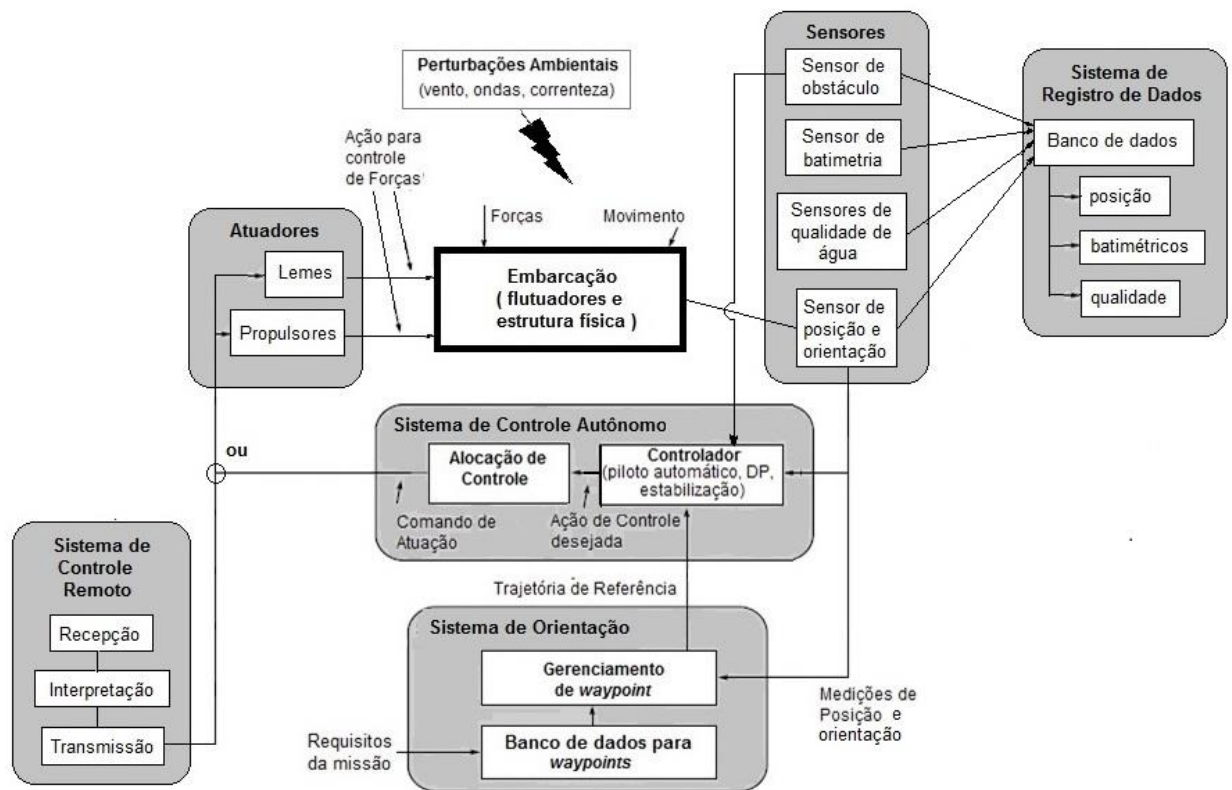 Perturbações Ambientais
(vento, ondas, correnteza)
Sensores
Sensor de
obstáculo
Sensor de
batimetria
Sensores de
qualidade de
água
Sensor de
posição e
orientação
Sistema de
Registro de Dados
Banco de dados
posição
batimétricos
qualidade
Ação para
controle
de Forças
Atuadores
Lemes
Propulsores
Forças
Movimento
Embarcação
( flutuadores e
estrutura física )
ou
Sistema de Controle Autônomo
Alocação de
Controle
Controlador
(piloto automático, DP,
estabilização)
Comando de
Atuação
Ação de Controle
desejada
Sistema de
Controle
Remoto
Recepção
Interpretação
Transmissão
Trajetória de Referência
Sistema de Orientação
Gerenciamento
de waypoint
Banco de dados para
waypoints
Requisitos
da missão
Medições de
Posição e
orientação